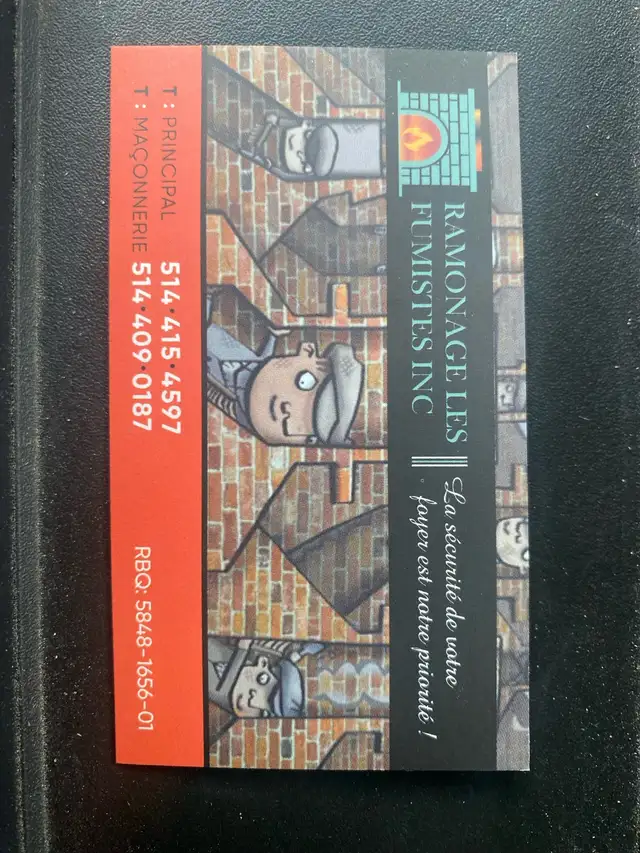 RAMONAGE LES
FUMISTES INC
La sécurité de votre
foyer est notre priorité !
T : PRINCIPAL 514·415·4597
T : MAÇONNERIE 514·409·0187
RBQ: 5848-1656-01